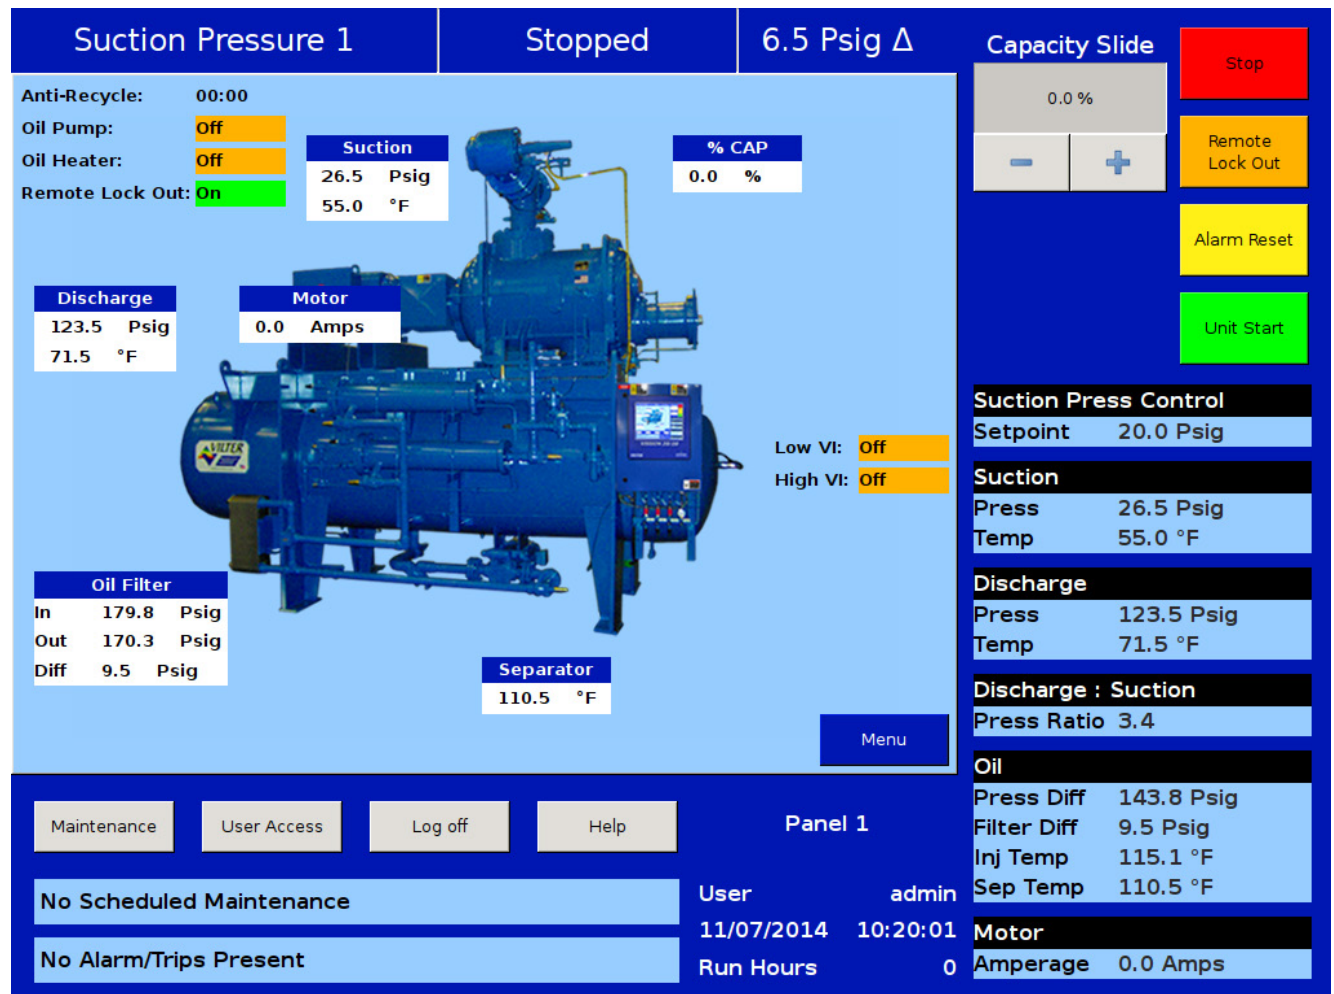 Suction Pressure 1
Stopped
6.5 Psig Δ
Capacity Slide
0.0 %
Stop
Remote
Lock Out
Alarm Reset
Unit Start
Anti-Recycle: 00:00
Oil Pump: Off
Oil Heater: Off
Remote Lock Out: On
Suction
26.5 Psig
55.0 °F
% CAP
0.0 %
Discharge
123.5 Psig
71.5 °F
Motor
0.0 Amps
VILTER
Low VI: Off
High VI: Off
Oil Filter
In 179.8 Psig
Out 170.3 Psig
Diff 9.5 Psig
Separator
110.5 °F
Menu
Suction Press Control
Setpoint 20.0 Psig
Suction
Press 26.5 Psig
Temp 55.0 °F
Discharge
Press 123.5 Psig
Temp 71.5 °F
Discharge : Suction
Press Ratio 3.4
Oil
Press Diff 143.8 Psig
Filter Diff 9.5 Psig
Inj Temp 115.1 °F
Sep Temp 110.5 °F
Motor
Amperage 0.0 Amps
Maintenance
User Access
Log off
Help
Panel 1
No Scheduled Maintenance
No Alarm/Trips Present
User admin
11/07/2014 10:20:01
Run Hours 0